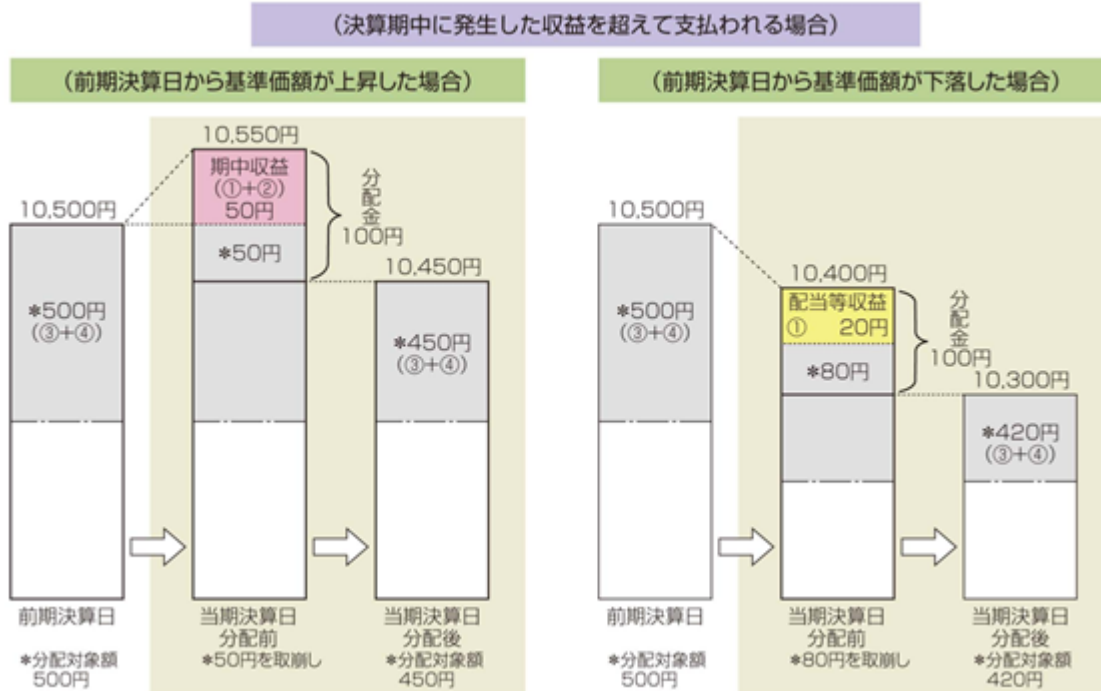 （決算期中に発生した収益を超えて支払われる場合）
（前期決算日から基準価額が上昇した場合）
10,550円
期中収益
（①＋②）
50円
分配金
100円
10,500円
＊50円
10,450円
＊500円
（③＋④）
＊450円
（③＋④）
前期決算日
当期決算日
分配前
当期決算日
分配後
＊分配対象額
500円
＊50円を取崩し
＊分配対象額
450円
（前期決算日から基準価額が下落した場合）
10,500円
10,400円
配当等収益
① 20円
分配金
100円
＊500円
（③＋④）
＊80円
10,300円
＊420円
（③＋④）
前期決算日
当期決算日
分配前
当期決算日
分配後
＊分配対象額
500円
＊80円を取崩し
＊分配対象額
420円